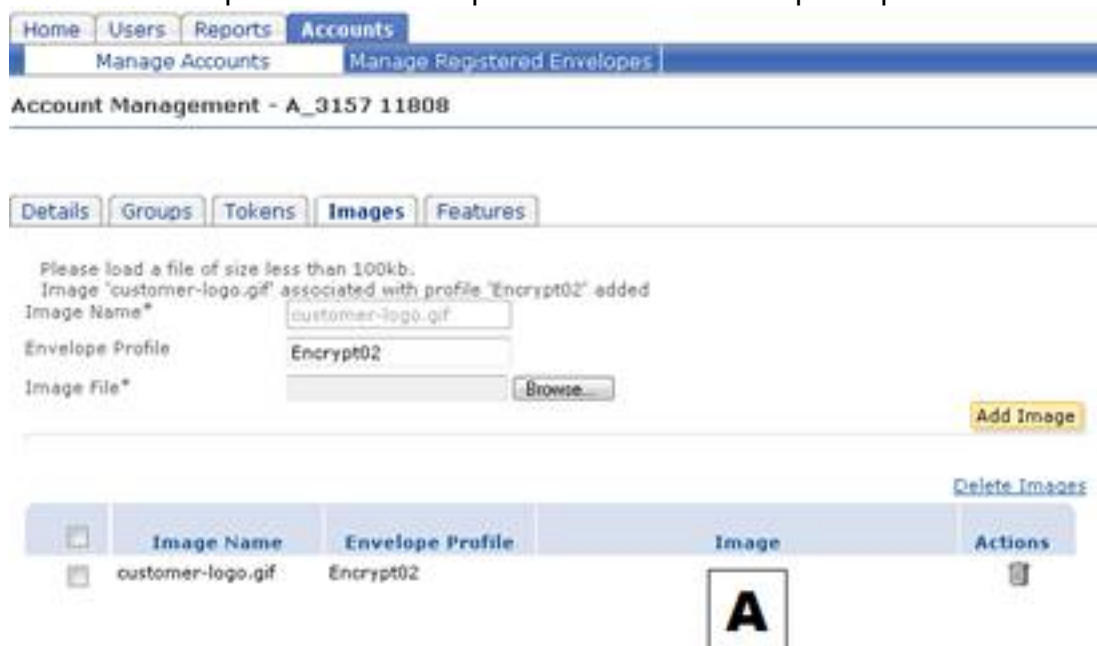 Home Users Reports Accounts
Manage Accounts Manage Registered Envelopes
Account Management - A_3157 11808
Details Groups Tokens Images Features
Please load a file of size less than 100kb.
Image 'customer-logo.gif' associated with profile 'Encrypt02' added
Image Name* customer-logo.gif
Envelope Profile Encrypt02
Image File* Browse...
Add Image
Delete Images
Image Name Envelope Profile Image Actions
customer-logo.gif Encrypt02
A